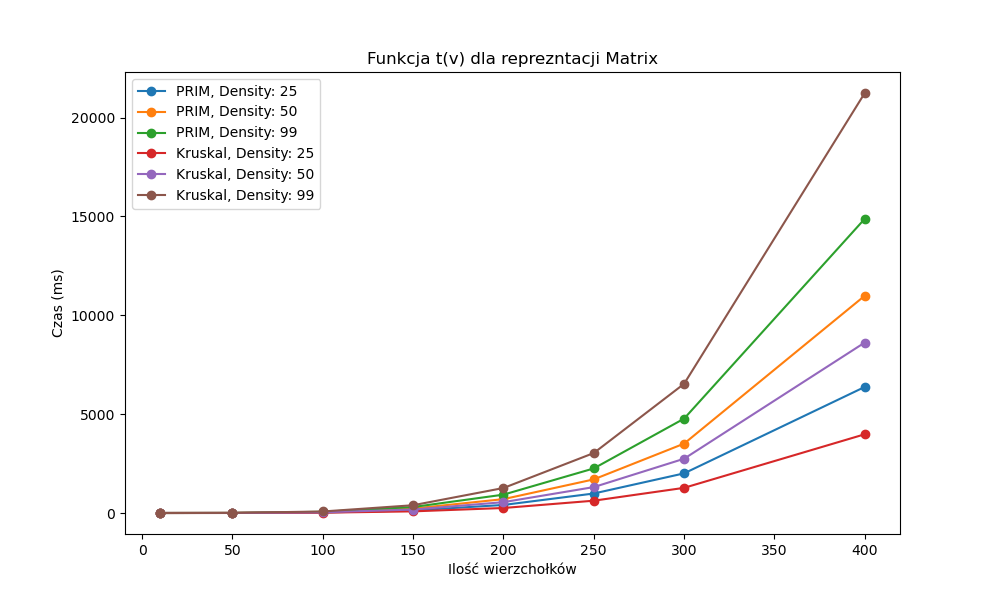 Funkcja t(v) dla reprezntacji Matrix
PRIM, Density: 25
PRIM, Density: 50
PRIM, Density: 99
Kruskal, Density: 25
Kruskal, Density: 50
Kruskal, Density: 99
20000
15000
10000
5000
0
Czas (ms)
0 50 100 150 200 250 300 350 400
Ilość wierzchołków